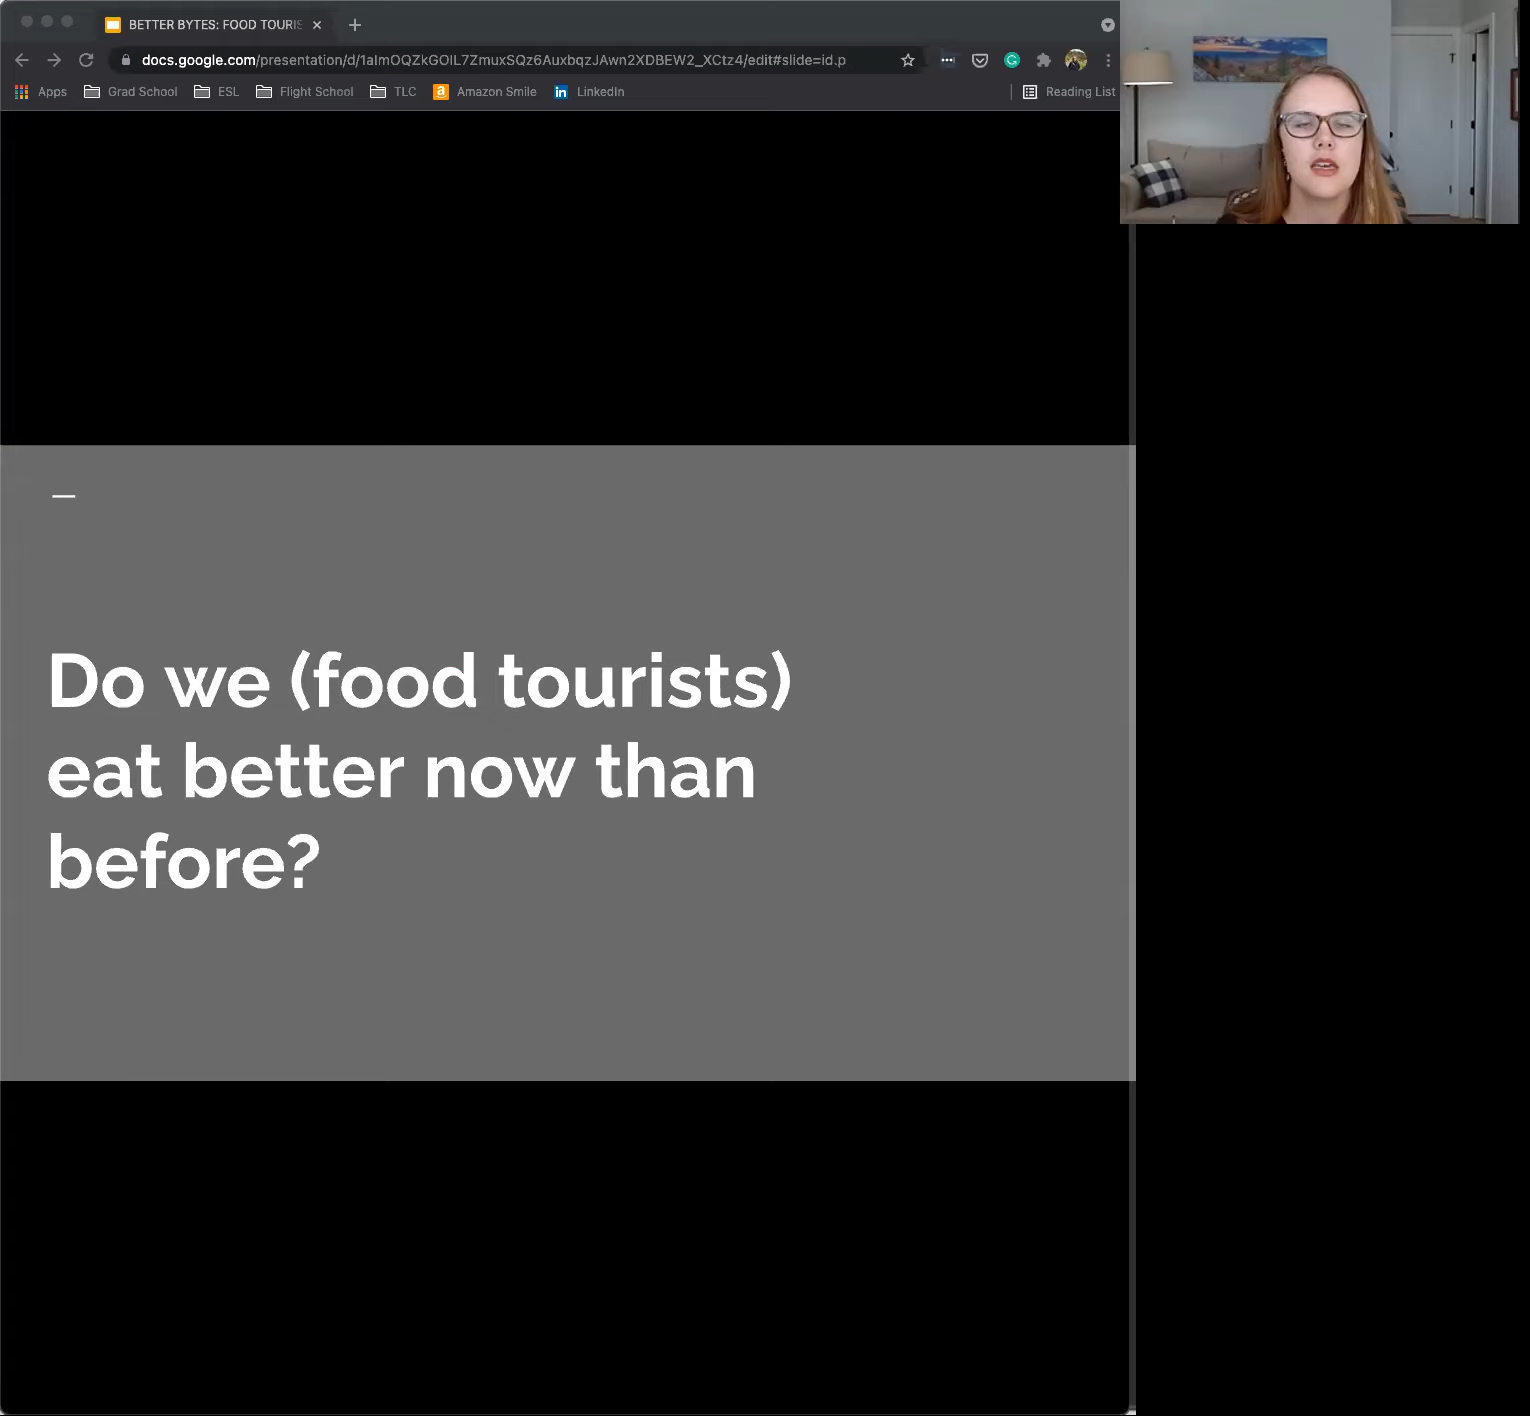 BETTER BYTES: FOOD TOURIS
docs.google.com/presentation/d/1aImOQZkGOIL7ZmuxSQz6AuxbqzJAwn2XDBEW2_XCtz4/edit#slide=id.p
Apps Grad School ESL Flight School TLC Amazon Smile LinkedIn Reading List
Do we (food tourists)
eat better now than
before?